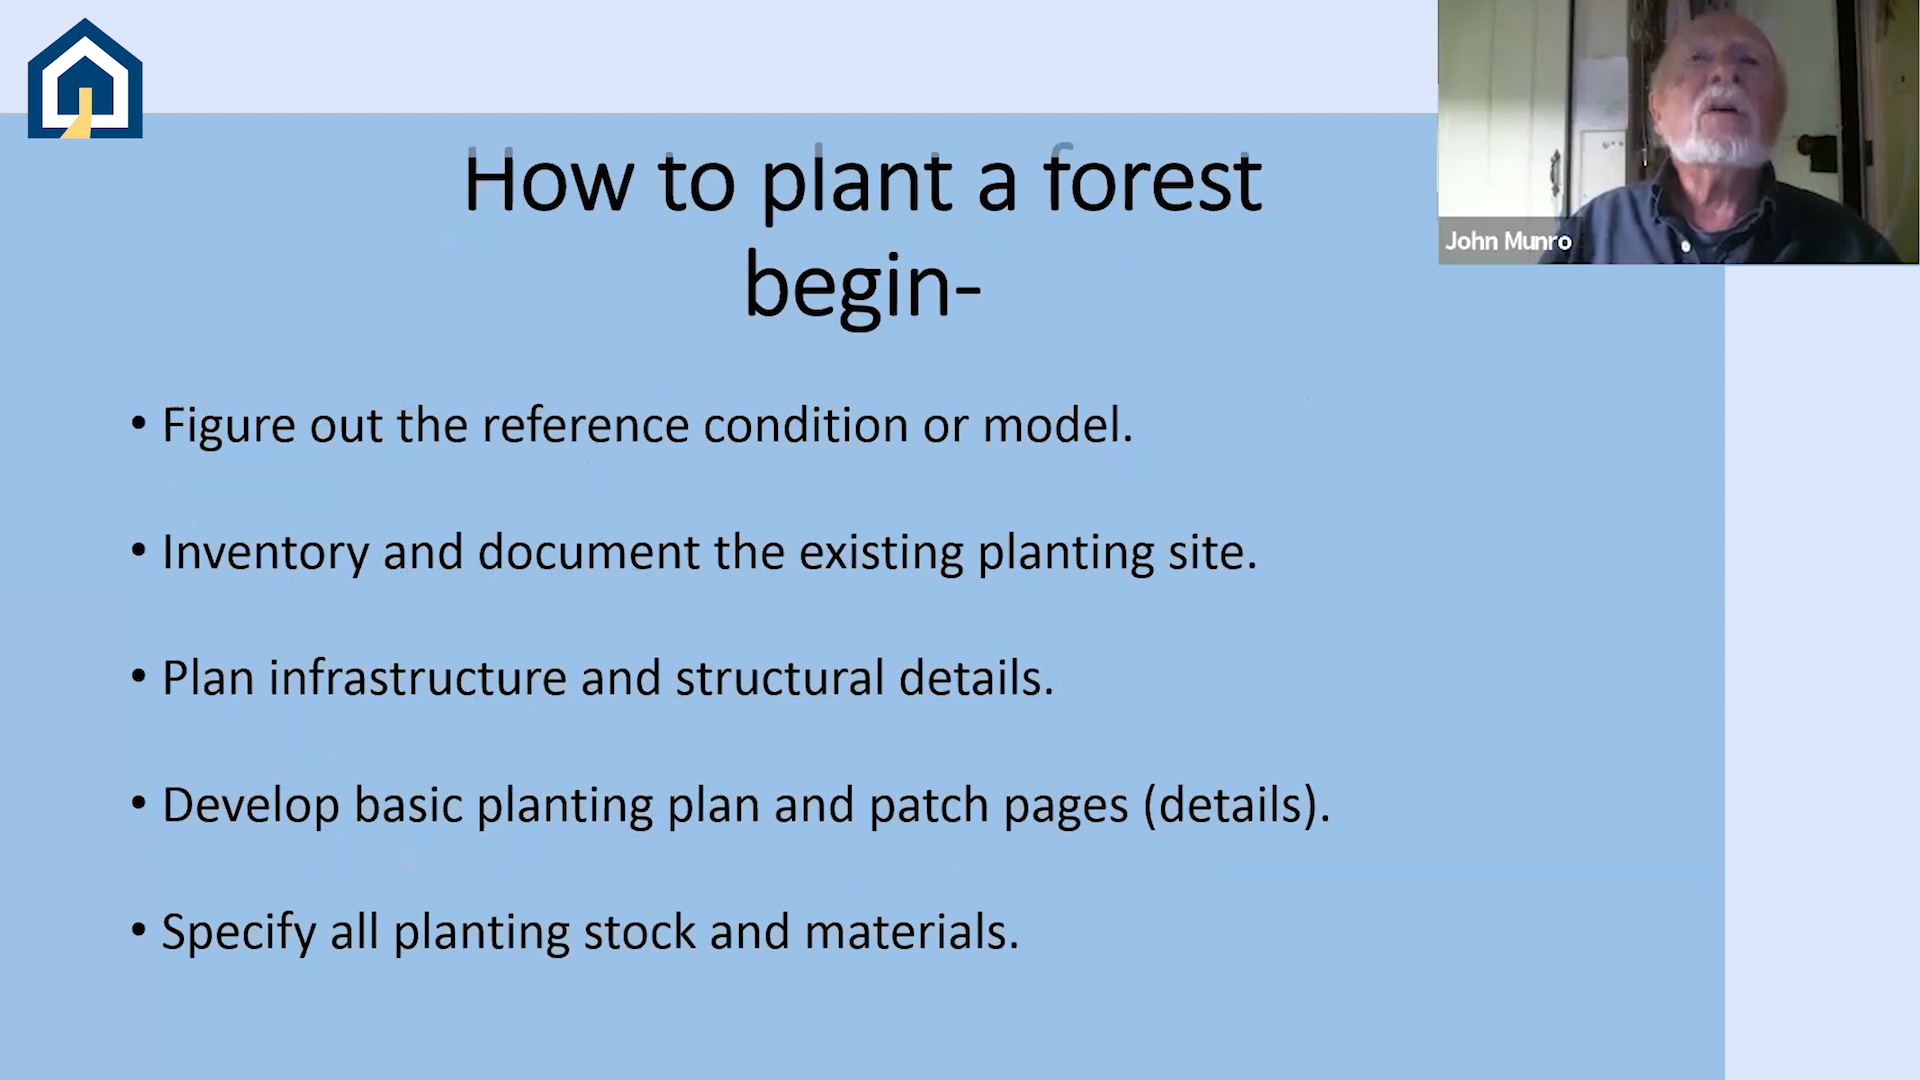 How to plant a forest
begin-
John Munro
• Figure out the reference condition or model.
• Inventory and document the existing planting site.
• Plan infrastructure and structural details.
• Develop basic planting plan and patch pages (details).
• Specify all planting stock and materials.